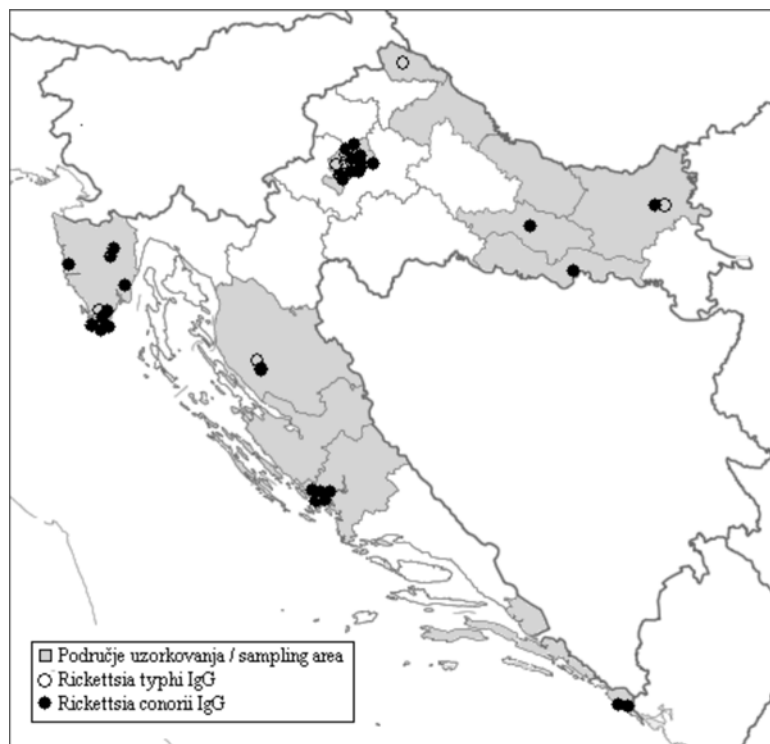 Područje uzorkovanja / sampling area
Rickettsia typhi IgG
Rickettsia conorii IgG